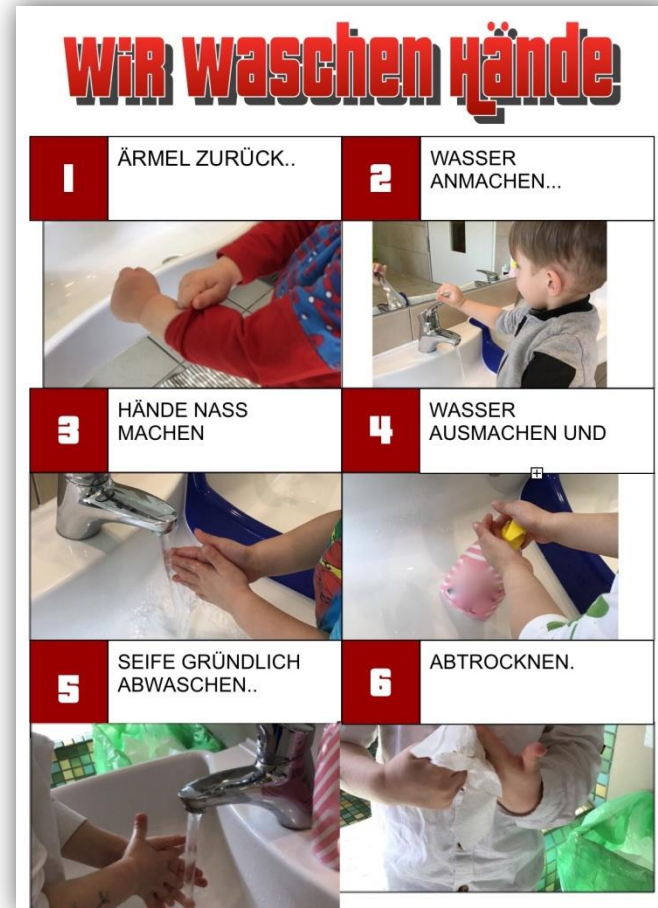 Wir Waschen Hände
1
ÄRMEL ZURÜCK..
2
WASSER
ANMACHEN...
3
HÄNDE NASS
MACHEN
4
WASSER
AUSMACHEN UND
5
SEIFE GRÜNDLICH
ABWASCHEN..
6
ABTROCKNEN.